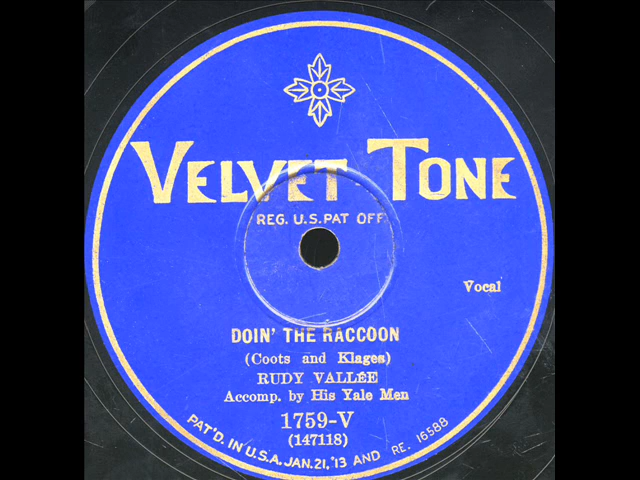 VELVET TONE
REG. U.S. PAT OFF.
Vocal
DOIN' THE RACCOON
(Coots and Klages)
RUDY VALLÉE
Accomp. by His Yale Men
1759-V
(147118)
PAT'D. IN U.S.A. JAN. 21, '13 AND RE. 16588